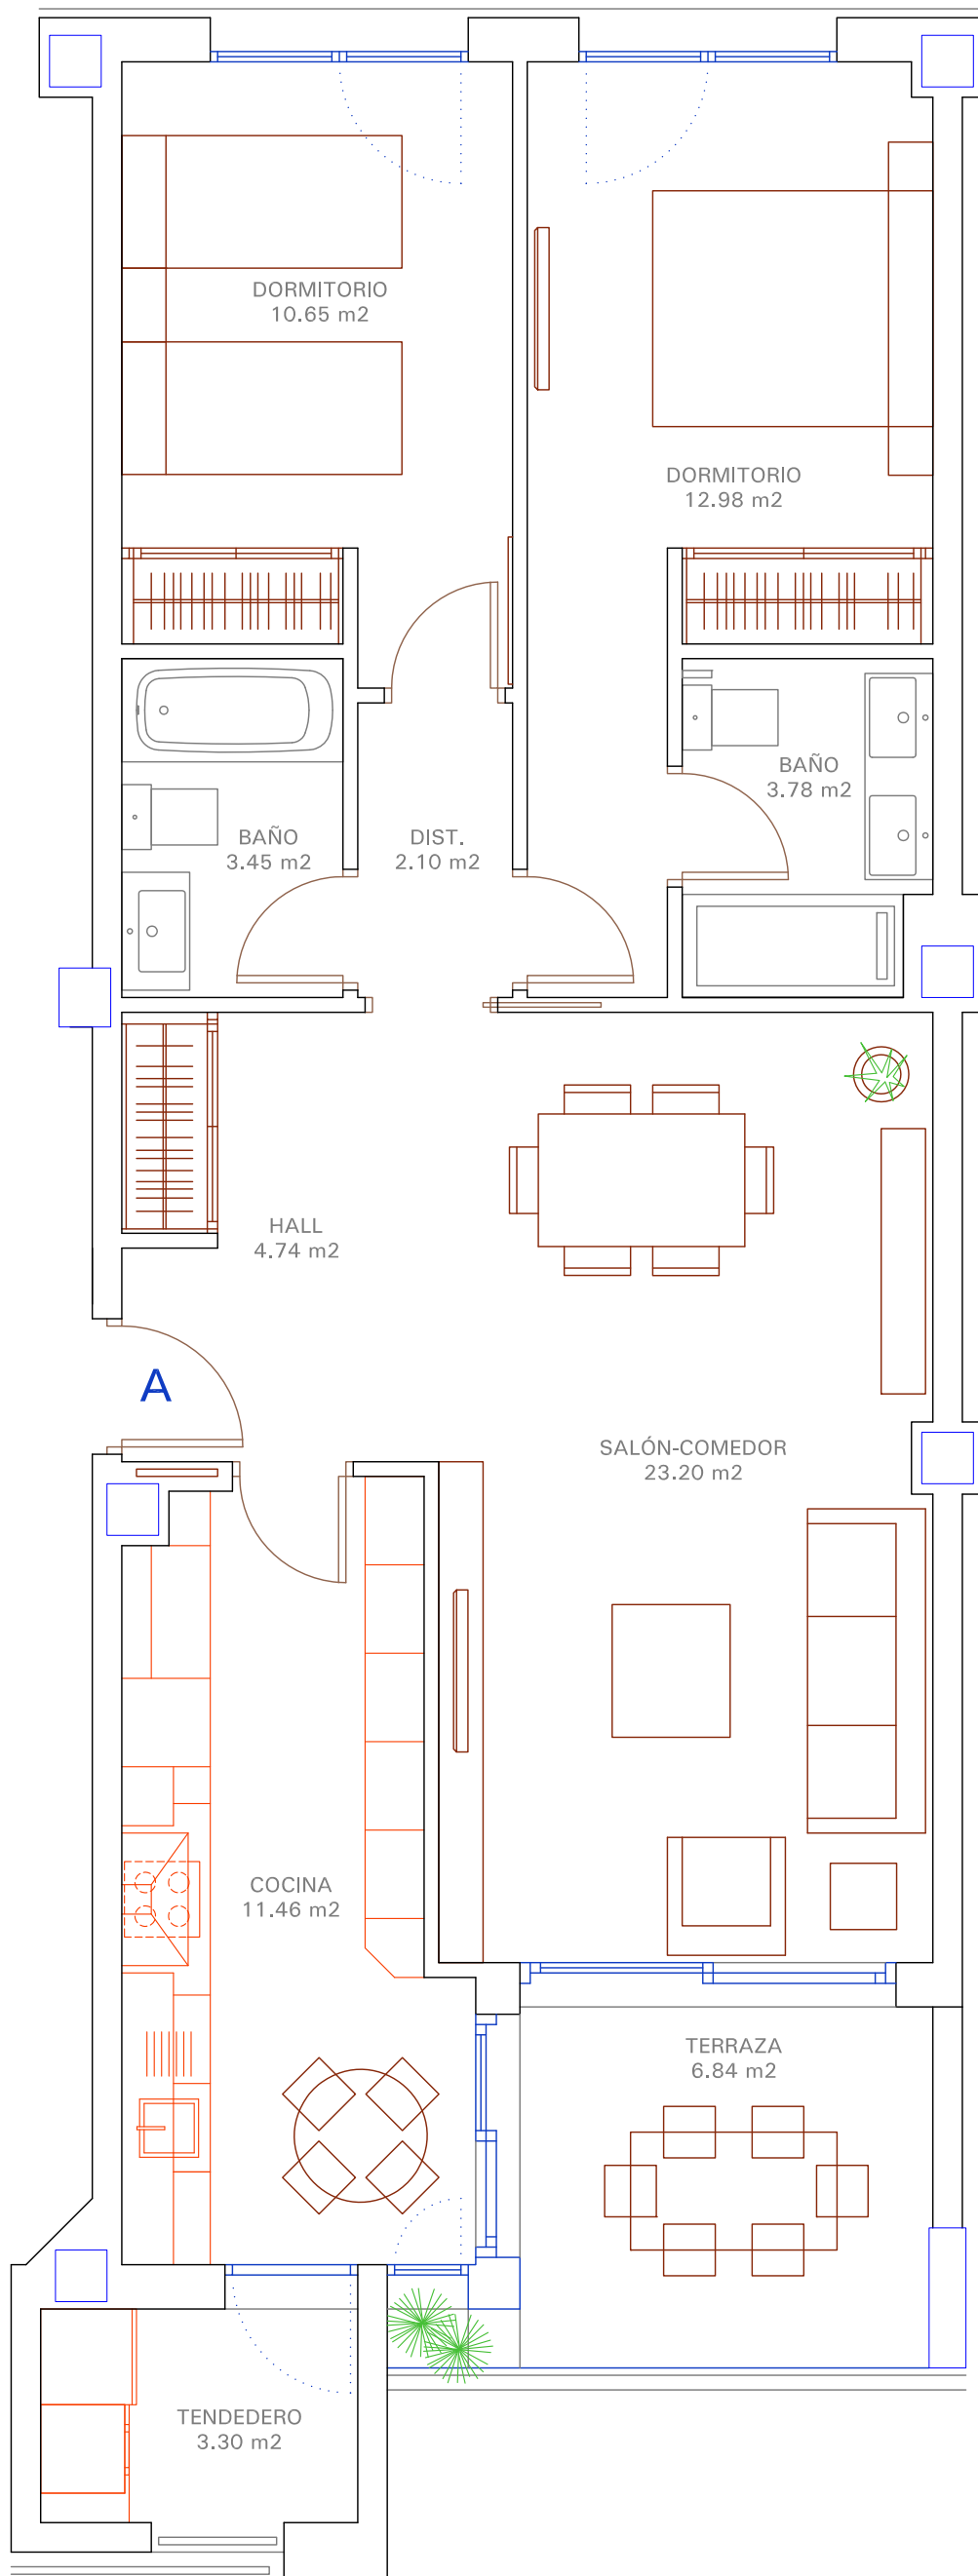 DORMITORIO
10.65 m2
DORMITORIO
12.98 m2
BAÑO
3.78 m2
BAÑO
3.45 m2
DIST.
2.10 m2
HALL
4.74 m2
A
SALÓN-COMEDOR
23.20 m2
COCINA
11.46 m2
TERRAZA
6.84 m2
TENDEDERO
3.30 m2